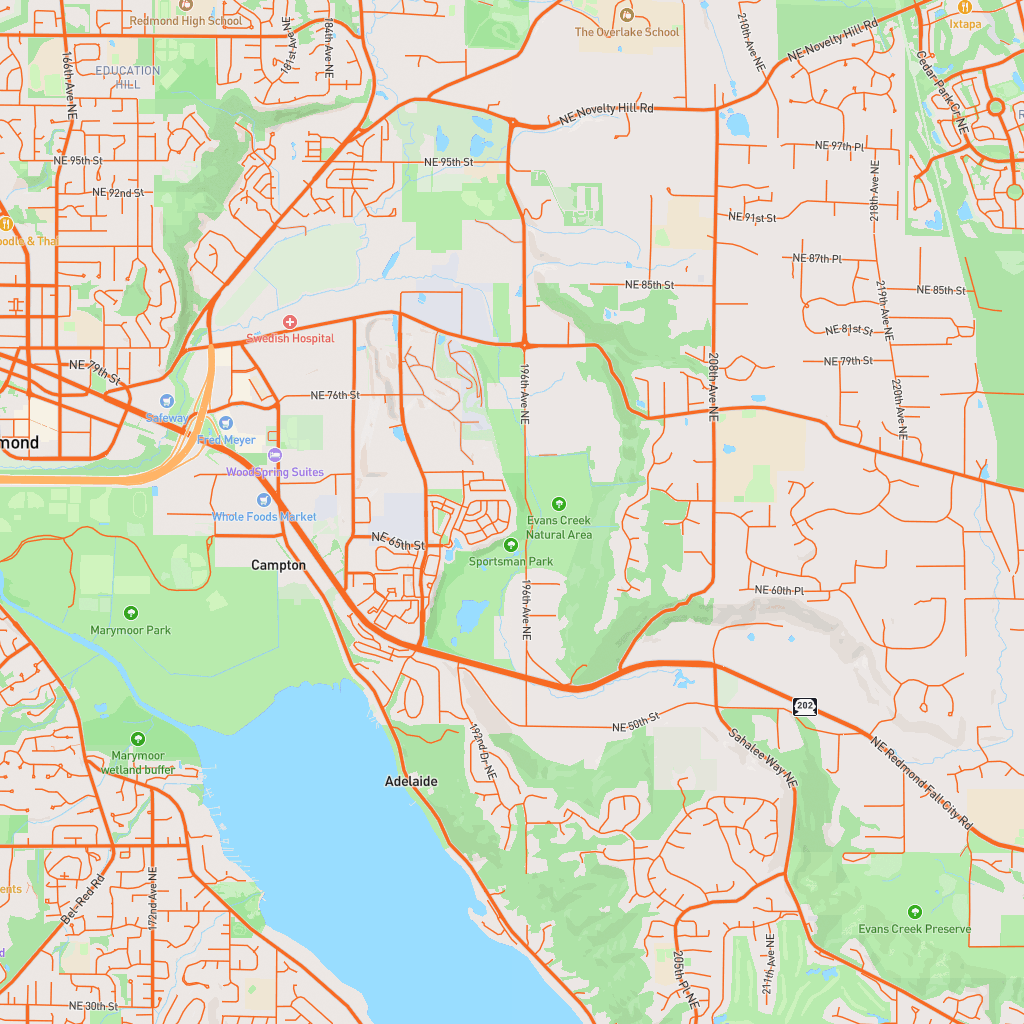 Redmond High School
181st Ave NE
184th Ave NE
The Overlake School
210th Ave NE
NE Novelty Hill Rd
Ixtapa
166th Ave NE
EDUCATION
HILL
Cedar Park Cr NE
NE Novelty Hill Rd
NE 95th St
NE 95th St
NE 97th Pl
NE 92nd St
218th Ave NE
NE 91st St
oodle & Thai
NE 87th Pl
NE 85th St
NE 85th St
219th Ave NE
Swedish Hospital
NE 81st St
NE 79th St
NE 79th St
208th Ave NE
196th Ave NE
NE 76th St
220th Ave NE
Safeway
Fred Meyer
mond
WoodSpring Suites
Whole Foods Market
Evans Creek
Natural Area
NE 65th St
Sportsman Park
Campton
196th Ave NE
NE 60th Pl
Marymoor Park
202
NE 50th St
192nd Dr NE
Sahalee Way NE
NE Redmond Fall City Rd
Marymoor
wetland buffer
Adelaide
ents /
Bel-Red Rd
172nd Ave NE
Evans Creek Preserve
d
205th Pl NE
211th Ave NE
NE 30th St